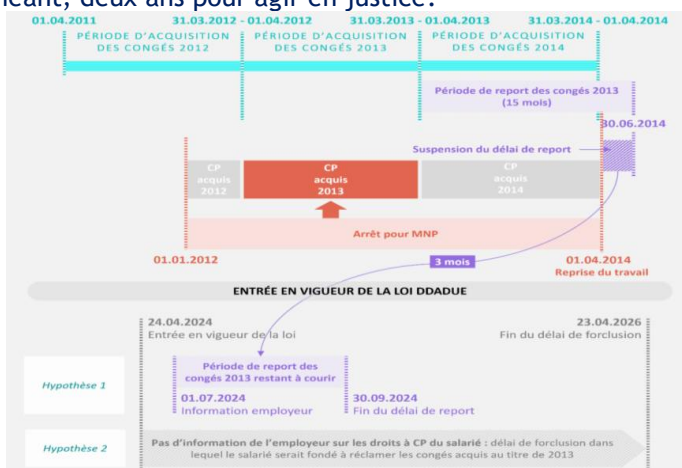 deux ans pour agir en justice.
01.04.2011 31.03.2012 - 01.04.2012 31.03.2013 - 01.04.2013 31.03.2014 - 01.04.2014
PÉRIODE D'ACQUISITION PÉRIODE D'ACQUISITION PÉRIODE D'ACQUISITION
DES CONGÉS 2012 DES CONGÉS 2013 DES CONGÉS 2014
Période de report des congés 2013
(15 mois)
30.06.2014
Suspension du délai de report
CP CP CP
acquis acquis acquis
2012 2013 2014
Arrêt pour MNP
01.01.2012 3 mois 01.04.2014
Reprise du travail
ENTRÉE EN VIGUEUR DE LA LOI DDADUE
24.04.2024 23.04.2026
Entrée en vigueur de la loi Fin du délai de forclusion
Période de report des
congés 2013 restant à courir
Hypothèse 1
01.07.2024 30.09.2024
Information employeur Fin du délai de report
Hypothèse 2
Pas d'information de l'employeur sur les droits à CP du salarié : délai de forclusion dans
lequel le salarié serait fondé à réclamer les congés acquis au titre de 2013